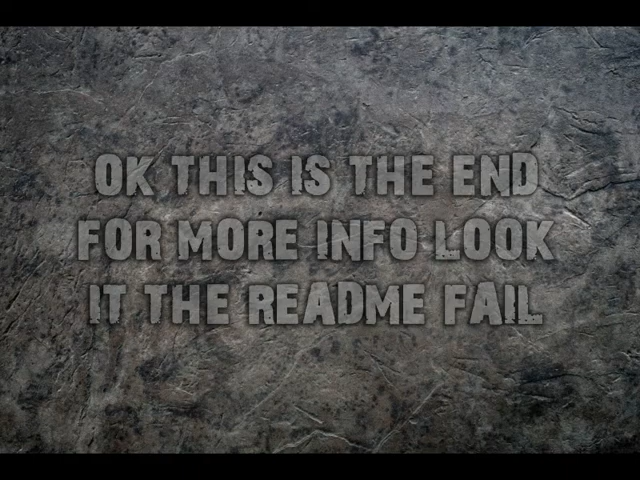 OK THIS IS THE END
FOR MORE INFO LOOK
IT THE README FAIL